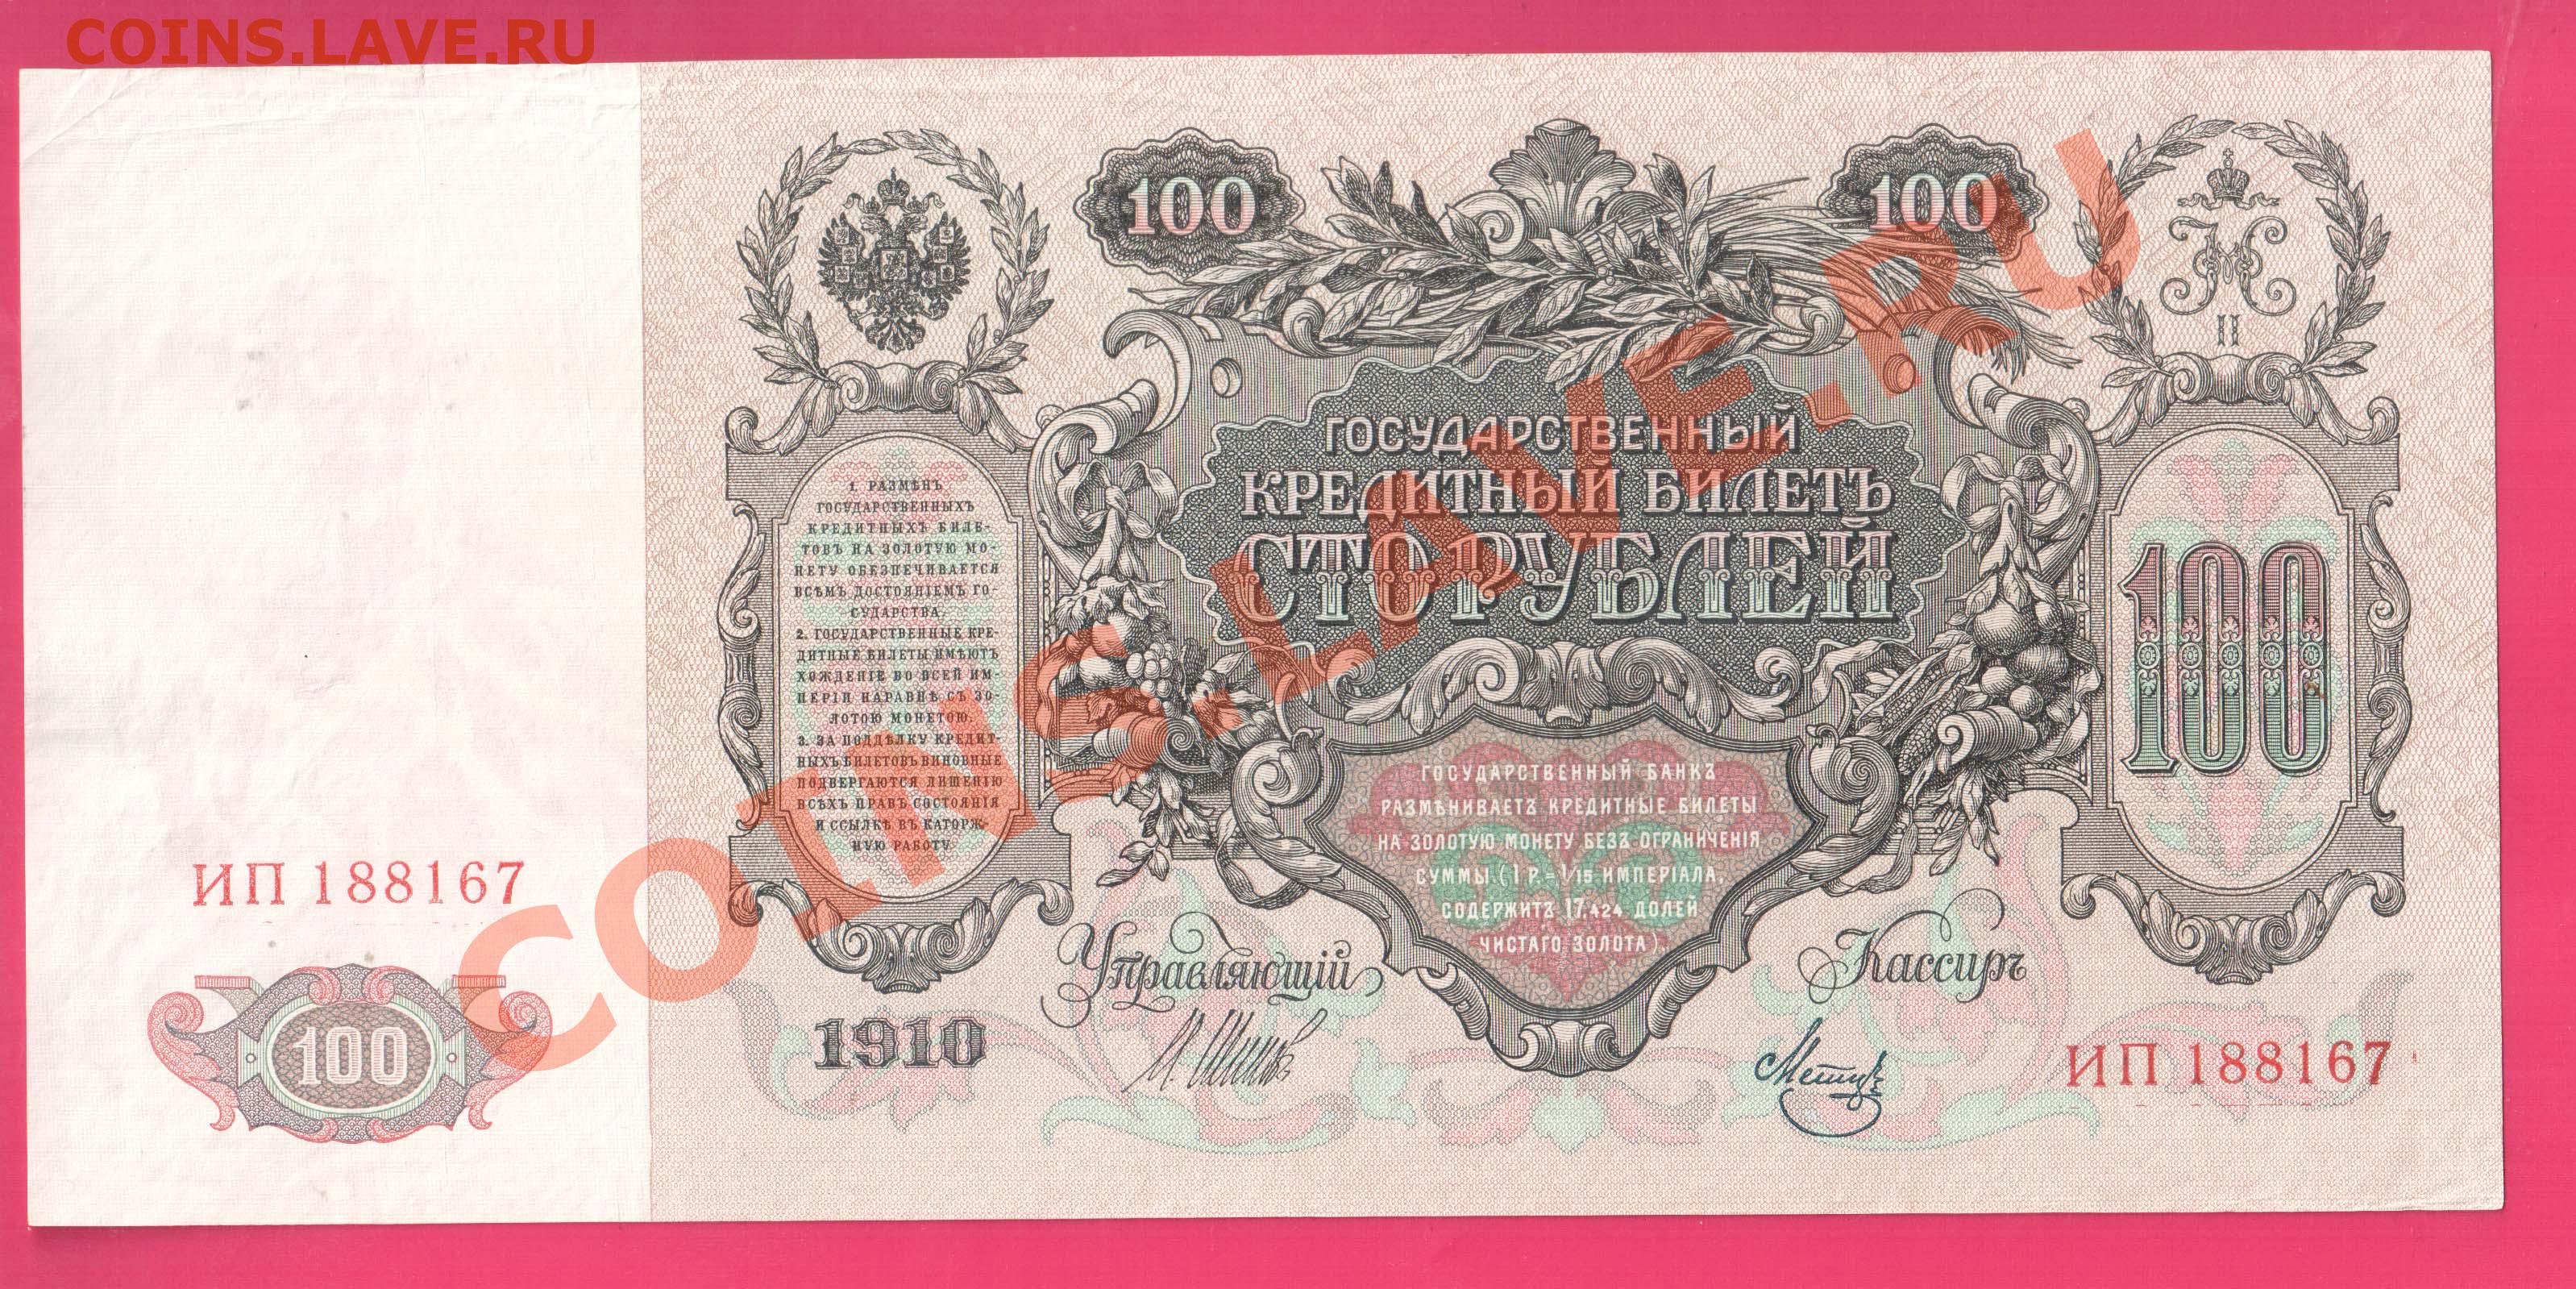 COINS.LAVE.RU
100
100
II
ГОСУДАРСТВЕННЫЙ
КРЕДИТНЫЙ БИЛЕТЪ
СТО РУБЛЕЙ
1. РАЗМѢНЪ
ГОСУДАРСТВЕННЫХЪ
КРЕДИТНЫХЪ БИЛЕ-
ТОВЪ НА ЗОЛОТУЮ МО-
НЕТУ ОБЕЗПЕЧИВАЕТСЯ
ВСѢМЪ ДОСТОЯНІЕМЪ ГО-
СУДАРСТВА.
2. ГОСУДАРСТВЕННЫЕ КРЕ-
ДИТНЫЕ БИЛЕТЫ ИМѢЮТЪ
ХОЖДЕНІЕ ВО ВСЕЙ ИМ-
ПЕРІИ НАРАВНѢ СЪ ЗО-
ЛОТОЮ МОНЕТОЮ.
3. ЗА ПОДДѢЛКУ КРЕДИТ-
НЫХЪ БИЛЕТОВЪ ВИНОВНЫЕ
ПОДВЕРГАЮТСЯ ЛИШЕНІЮ
ВСѢХЪ ПРАВЪ СОСТОЯНІЯ
И ССЫЛКѢ ВЪ КАТОРЖ-
НУЮ РАБОТУ.
100
ГОСУДАРСТВЕННЫЙ БАНКЪ
РАЗМѢНИВАЕТЪ КРЕДИТНЫЕ БИЛЕТЫ
НА ЗОЛОТУЮ МОНЕТУ БЕЗЪ ОГРАНИЧЕНІЯ
СУММЫ (1 Р.= 1/15 ИМПЕРІАЛА,
СОДЕРЖИТЪ 17,424 ДОЛЕЙ
ЧИСТАГО ЗОЛОТА).
ИП 188167
Управляющій
Кассиръ
100
1910
ИП 188167
COINS.LAVE.RU